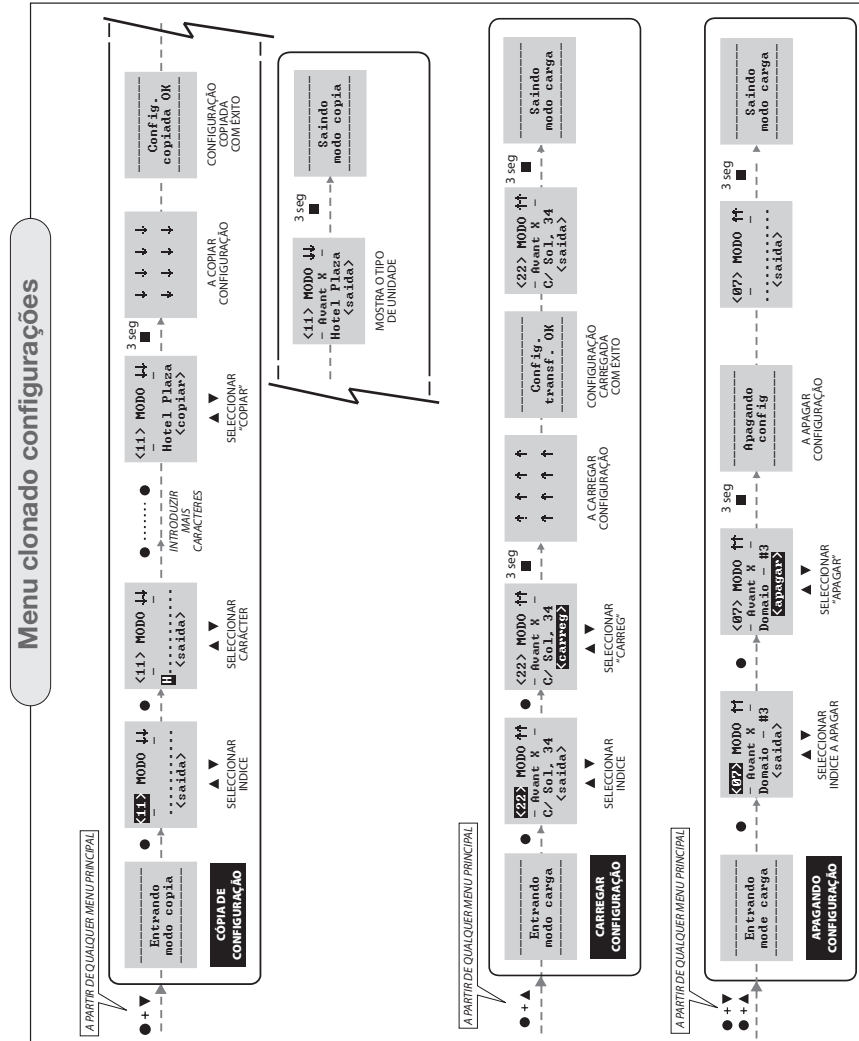 Menu clonado configurações
A PARTIR DE QUALQUER MENU PRINCIPAL
● + ▼
Entrando
modo copia
CÓPIA DE
CONFIGURAÇÃO
●
<11> MODO ↓↓
– –
............
<saida>
▲ ▼
SELECCIONAR
INDICE
●
<11> MODO ↓↓
– –
H...........
<saida>
▲ ▼
SELECCIONAR
CARÁCTER
● ........ ●
INTRODUZIR
MAIS
CARACTERES
<11> MODO ↓↓
– –
Hotel Plaza
<copiar>
▲ ▼
SELECCIONAR
“COPIAR”
3 seg
■
↓ ↓ ↓ ↓
↓ ↓ ↓ ↓
A COPIAR
CONFIGURAÇÃO
Config.
copiada OK
CONFIGURAÇÃO
COPIADA
COM ÊXITO
<11> MODO ↓↓
– Avant X –
Hotel Plaza
<saida>
MOSTRA O TIPO
DE UNIDADE
3 seg
■
Saindo
modo copia
A PARTIR DE QUALQUER MENU PRINCIPAL
● + ▲
Entrando
modo carga
CARREGAR
CONFIGURAÇÃO
●
<22> MODO ↑↑
– Avant X –
C/ Sol, 34
<saida>
▲ ▼
SELECCIONAR
INDICE
●
<22> MODO ↑↑
– Avant X –
C/ Sol, 34
<carreg>
▲ ▼
SELECCIONAR
“CARREG”
3 seg
■
↑ ↑ ↑ ↑
↑ ↑ ↑ ↑
A CARREGAR
CONFIGURAÇÃO
Config.
transf. OK
CONFIGURAÇÃO
CARREGADA
COM ÉXITO
<22> MODO ↑↑
– Avant X –
C/ Sol, 34
<saida>
3 seg
■
Saindo
modo carga
A PARTIR DE QUALQUER MENU PRINCIPAL
● + ▼
● + ▲
Entrando
mode carga
APAGANDO
CONFIGURAÇÃO
●
<07> MODO ↑↑
– Avant X –
Domaio – #3
<saida>
▲ ▼
SELECCIONAR
INDICE A APAGAR
●
<07> MODO ↑↑
– Avant X –
Domaio – #3
<apagar>
▲ ▼
SELECCIONAR
“APAGAR”
3 seg
■
Apagando
config
A APAGAR
CONFIGURAÇÃO
<07> MODO ↑↑
– –
............
<saida>
3 seg
■
Saindo
modo carga